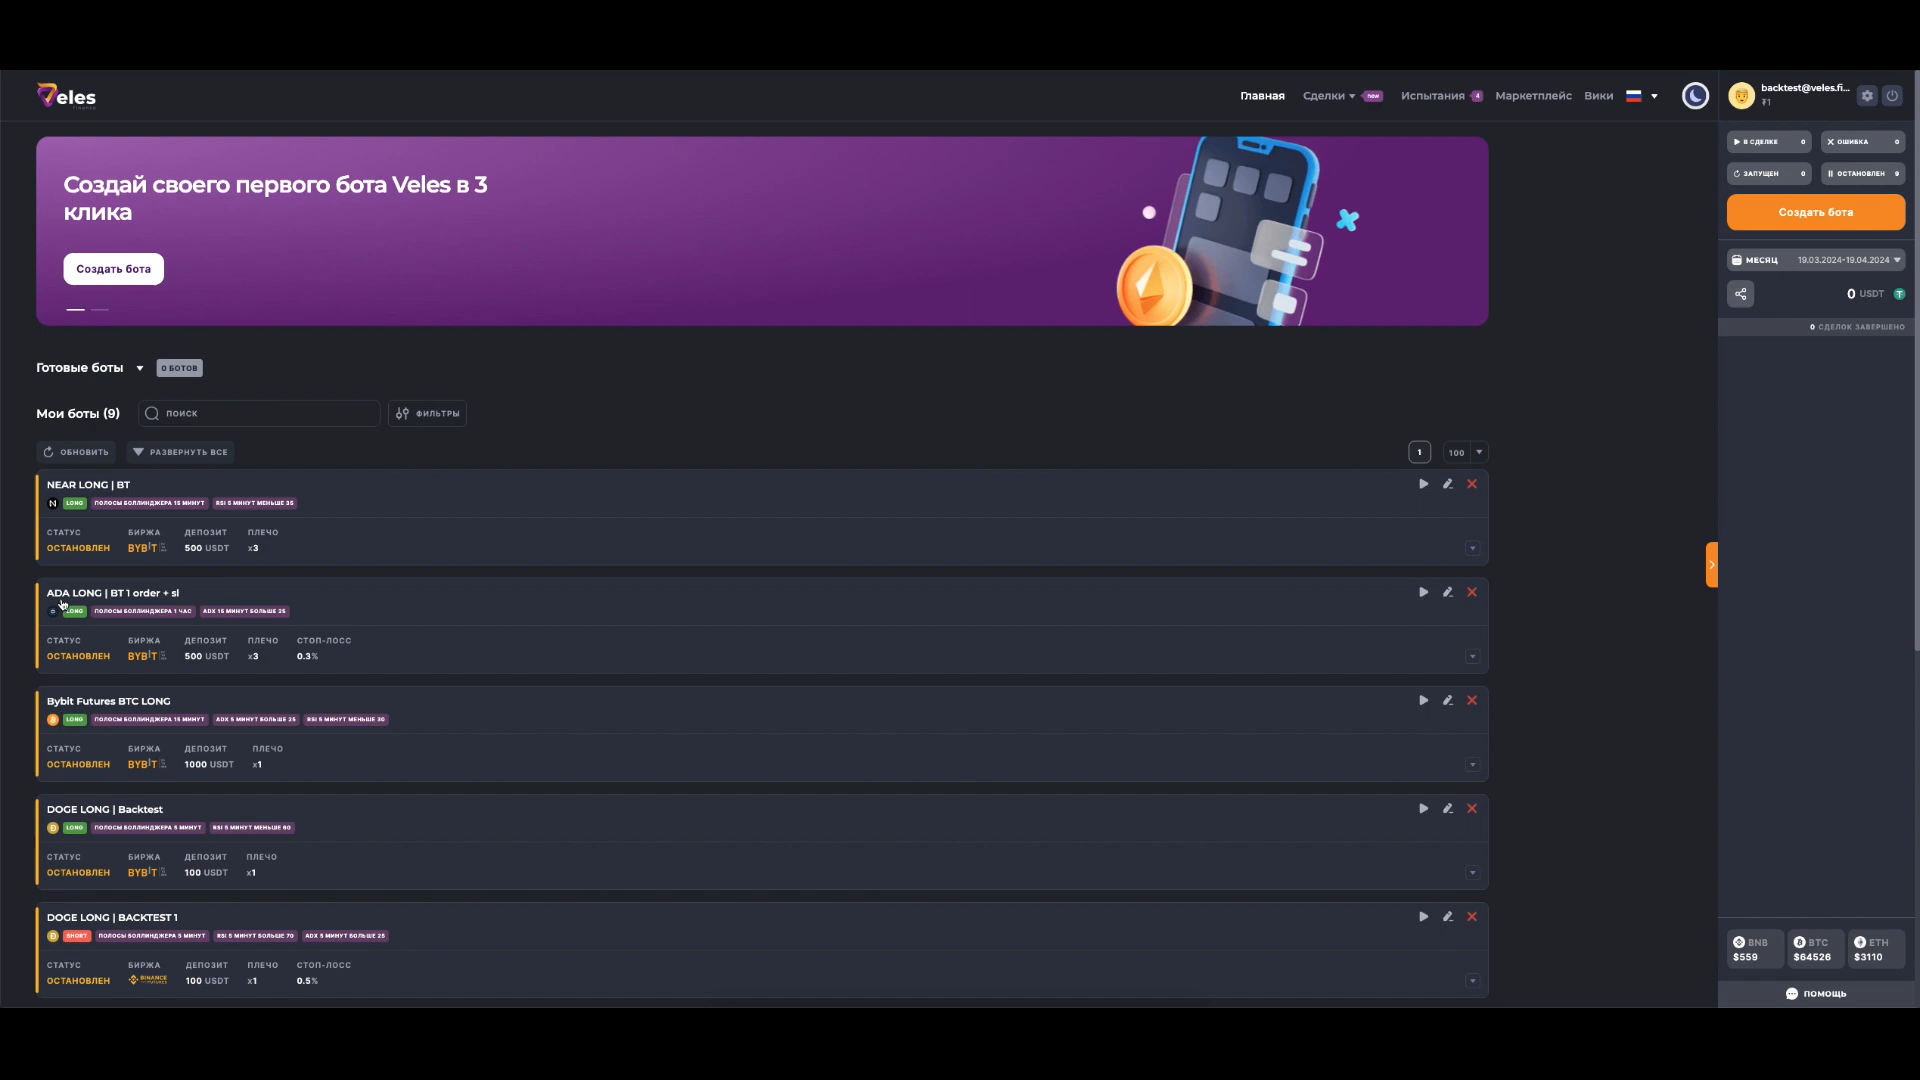 Veles
Главная
Сделки
new
Испытания
4
Маркетплейс
Вики
backtest@veles.fi...
₮1
Создай своего первого бота Veles в 3
клика
Создать бота
В СДЕЛКЕ 0
ОШИБКА 0
ЗАПУЩЕН 0
ОСТАНОВЛЕН 9
Создать бота
МЕСЯЦ 19.03.2024-19.04.2024
0 USDT
0 СДЕЛОК ЗАВЕРШЕНО
Готовые боты
0 БОТОВ
Мои боты (9)
ПОИСК
ФИЛЬТРЫ
ОБНОВИТЬ
РАЗВЕРНУТЬ ВСЕ
1
100
NEAR LONG | BT
LONG ПОЛОСЫ БОЛЛИНДЖЕРА 15 МИНУТ RSI 5 МИНУТ МЕНЬШЕ 35
СТАТУС БИРЖА ДЕПОЗИТ ПЛЕЧО
ОСТАНОВЛЕН BYBIT 500 USDT x3
ADA LONG | BT 1 order + sl
LONG ПОЛОСЫ БОЛЛИНДЖЕРА 1 ЧАС ADX 15 МИНУТ БОЛЬШЕ 25
СТАТУС БИРЖА ДЕПОЗИТ ПЛЕЧО СТОП-ЛОСС
ОСТАНОВЛЕН BYBIT 500 USDT x3 0.3%
Bybit Futures BTC LONG
LONG ПОЛОСЫ БОЛЛИНДЖЕРА 15 МИНУТ ADX 5 МИНУТ БОЛЬШЕ 25 RSI 5 МИНУТ МЕНЬШЕ 30
СТАТУС БИРЖА ДЕПОЗИТ ПЛЕЧО
ОСТАНОВЛЕН BYBIT 1000 USDT x1
DOGE LONG | Backtest
LONG ПОЛОСЫ БОЛЛИНДЖЕРА 5 МИНУТ RSI 5 МИНУТ МЕНЬШЕ 60
СТАТУС БИРЖА ДЕПОЗИТ ПЛЕЧО
ОСТАНОВЛЕН BYBIT 100 USDT x1
DOGE LONG | BACKTEST 1
SHORT ПОЛОСЫ БОЛЛИНДЖЕРА 5 МИНУТ RSI 5 МИНУТ БОЛЬШЕ 70 ADX 5 МИНУТ БОЛЬШЕ 25
СТАТУС БИРЖА ДЕПОЗИТ ПЛЕЧО СТОП-ЛОСС
ОСТАНОВЛЕН BINANCE FUTURES 100 USDT x1 0.5%
BNB BTC ETH
$559 $64526 $3110
ПОМОЩЬ